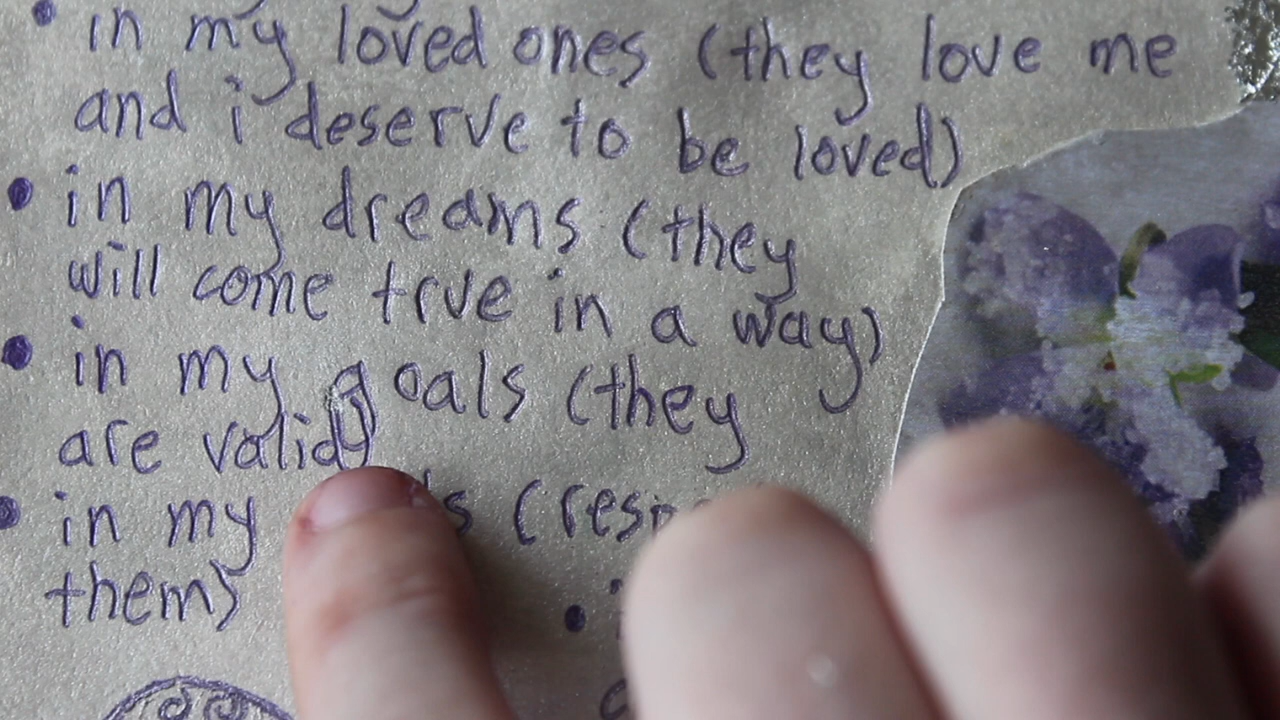 • in my loved ones (they love me
and i deserve to be loved)
• in my dreams (they
will come true in a way)
• in my goals (they
are valid)
• in my
them)